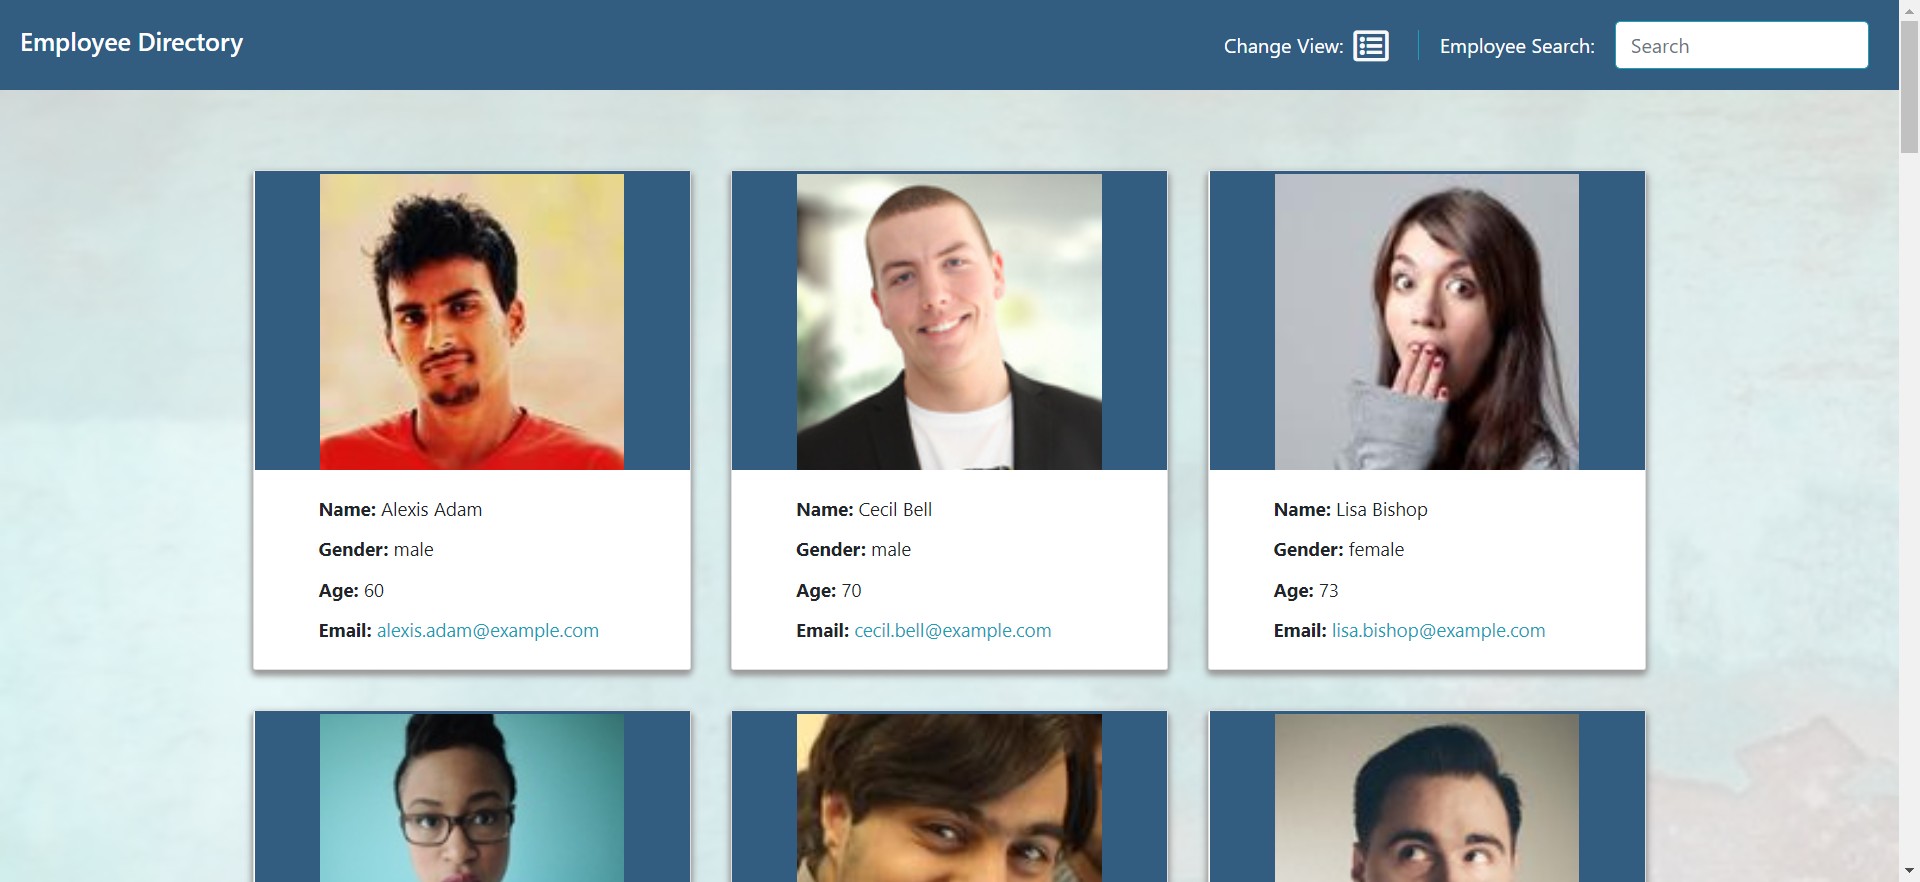 Employee Directory
Change View:
Employee Search:
Search
Name: Alexis Adam
Gender: male
Age: 60
Email: alexis.adam@example.com
Name: Cecil Bell
Gender: male
Age: 70
Email: cecil.bell@example.com
Name: Lisa Bishop
Gender: female
Age: 73
Email: lisa.bishop@example.com